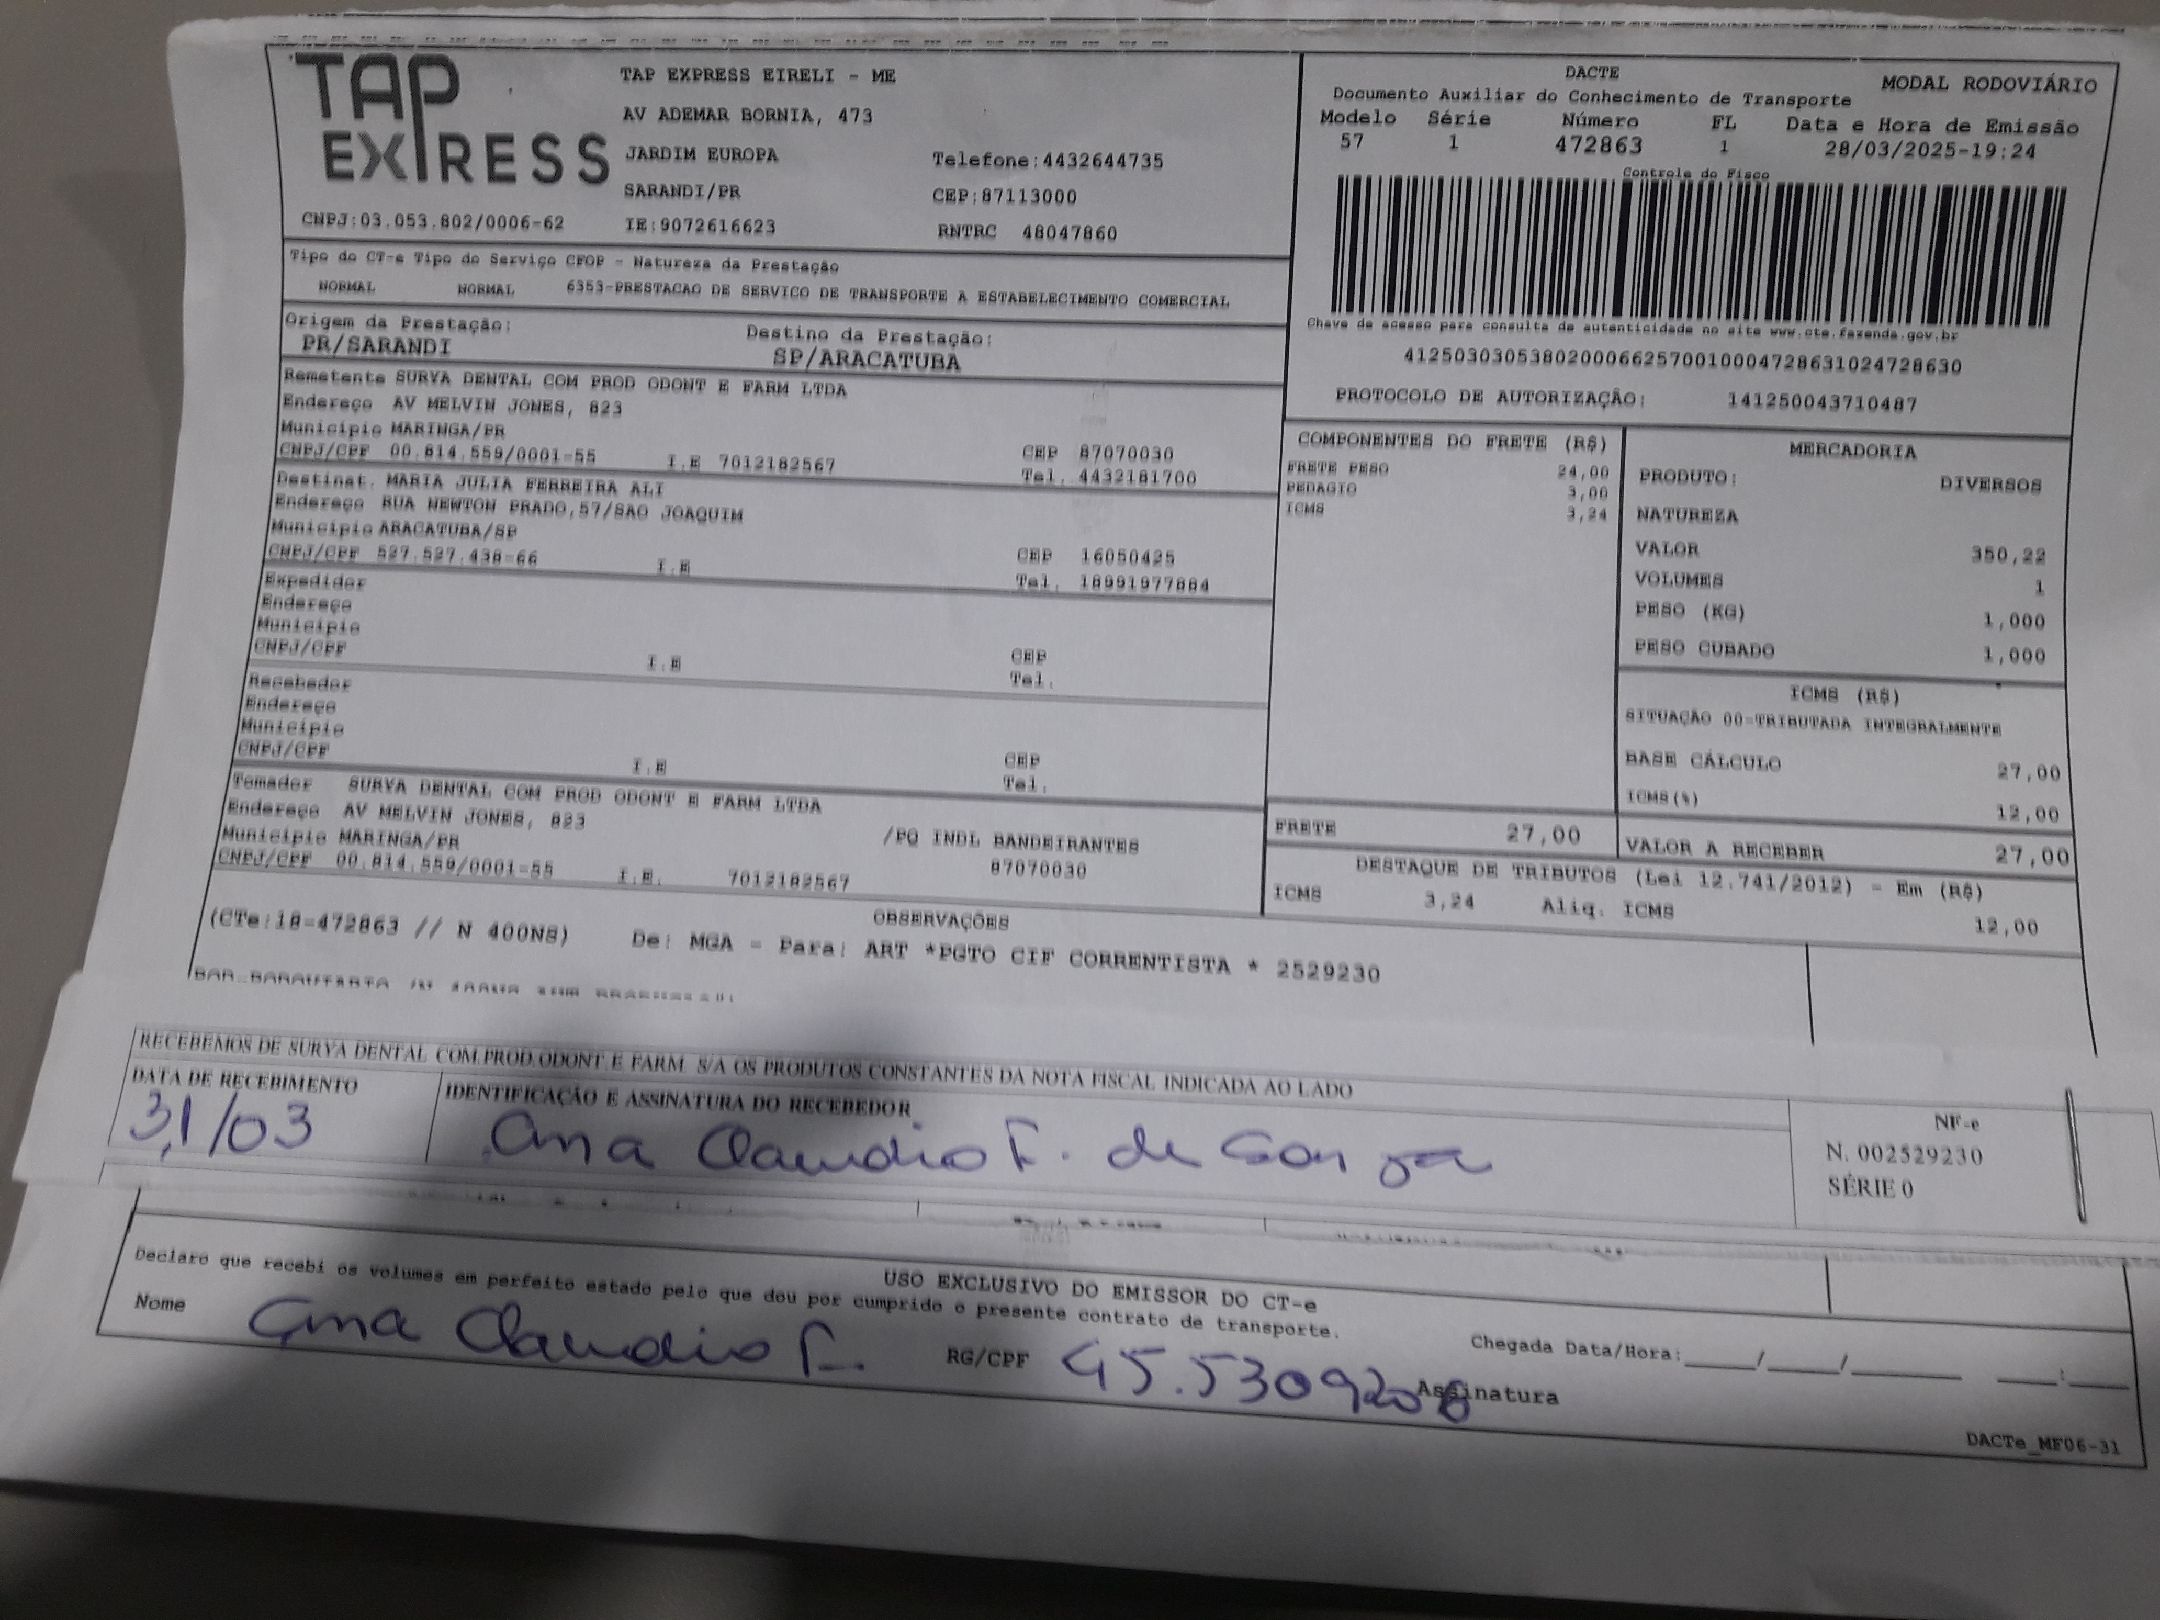 TAP EXPRESS
TAP EXPRESS EIRELI - ME
AV ADEMAR BORNIA, 473
JARDIM EUROPA Telefone:4432644735
SARANDI/PR CEP:87113000
CNPJ:03.053.802/0006-62 IE:9072616623 RNTRC 48047860
DACTE MODAL RODOVIÁRIO
Documento Auxiliar do Conhecimento de Transporte
Modelo Série Número FL Data e Hora de Emissão
57 1 472863 1 28/03/2025-19:24
Controle do Fisco
Chave de acesso para consulta de autenticidade no site www.cte.fazenda.gov.br
41250303053802000662570010004728631024728630
PROTOCOLO DE AUTORIZAÇÃO: 141250043710487
Tipo do CT-e Tipo do Serviço CFOP - Natureza da Prestação
NORMAL NORMAL 6353-PRESTACAO DE SERVICO DE TRANSPORTE A ESTABELECIMENTO COMERCIAL
Origem da Prestação: Destino da Prestação:
PR/SARANDI SP/ARACATUBA
Remetente SURYA DENTAL COM PROD ODONT E FARM LTDA
Endereço AV MELVIN JONES, 823
Município MARINGA/PR CEP 87070030
CNPJ/CPF 00.814.559/0001-55 I.E 7012182567 Tel. 4432181700
Destinat. MARIA JULIA FERREIRA ALI
Endereço RUA NEWTON PRADO,57/SAO JOAQUIM
Município ARACATUBA/SP CEP 16050425
CNPJ/CPF 527.527.438-66 I.E Tel. 18991977884
Expedidor
Endereço
Município CEP
CNPJ/CPF I.E Tel.
Recebedor
Endereço
Município CEP
CNPJ/CPF I.E Tel.
Tomador SURYA DENTAL COM PROD ODONT E FARM LTDA
Endereço AV MELVIN JONES, 823 /PQ INDL BANDEIRANTES
Município MARINGA/PR 87070030
CNPJ/CPF 00.814.559/0001-55 I.E. 7012182567
COMPONENTES DO FRETE (R$)
FRETE PESO 24,00
PEDAGIO 3,00
ICMS 3,24
MERCADORIA
PRODUTO: DIVERSOS
NATUREZA
VALOR 350,22
VOLUMES 1
PESO (KG) 1,000
PESO CUBADO 1,000
ICMS (R$)
SITUAÇÃO 00-TRIBUTADA INTEGRALMENTE
BASE CÁLCULO 27,00
ICMS(%) 12,00
FRETE 27,00 VALOR A RECEBER 27,00
DESTAQUE DE TRIBUTOS (Lei 12.741/2012) - Em (R$)
ICMS 3,24 Aliq. ICMS 12,00
OBSERVAÇÕES
(CTe:18-472863 // N 400NS) De: MGA - Para: ART *PGTO CIF CORRENTISTA * 2529230
RECEBEMOS DE SURYA DENTAL COM.PROD.ODONT E FARM. S/A OS PRODUTOS CONSTANTES DA NOTA FISCAL INDICADA AO LADO
DATA DE RECEBIMENTO IDENTIFICAÇÃO E ASSINATURA DO RECEBEDOR NF-e
31/03 Ana Claudio F. de Souza N. 002529230
SÉRIE 0
USO EXCLUSIVO DO EMISSOR DO CT-e
Declaro que recebi os volumes em perfeito estado pelo que dou por cumprido o presente contrato de transporte.
Nome Ana Claudio F. RG/CPF 45.5309208 Chegada Data/Hora:____/____/______ ___:___
Assinatura
DACTe_MF06-31